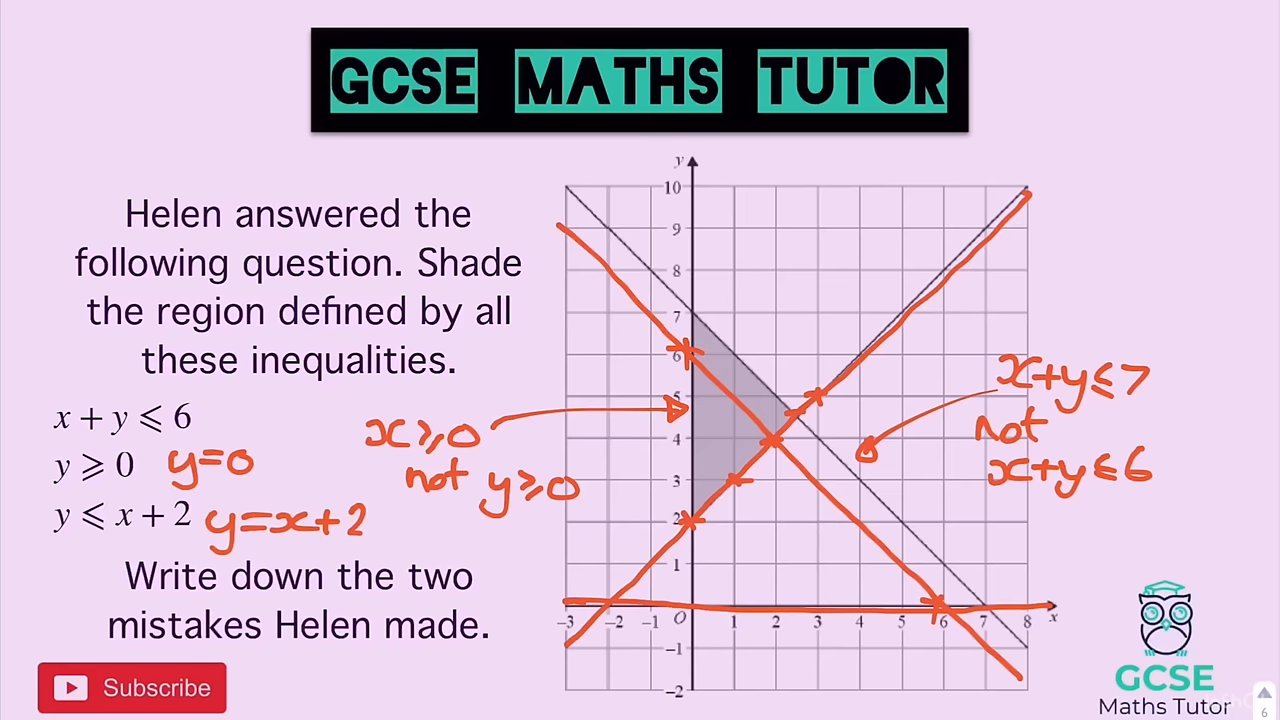 GCSE MATHS TUTOR
Helen answered the
following question. Shade
the region defined by all
these inequalities.
x + y ⩽ 6
y ⩾ 0 y=0
y ⩽ x + 2 y=x+2
Write down the two
mistakes Helen made.
x⩾0
not y⩾0
x+y⩽7
not
x+y⩽6
y
10
9
8
7
6
5
4
3
2
1
-3 -2 -1 O 1 2 3 4 5 6 7 8 x
-1
-2
Subscribe
GCSE
Maths Tutor
6